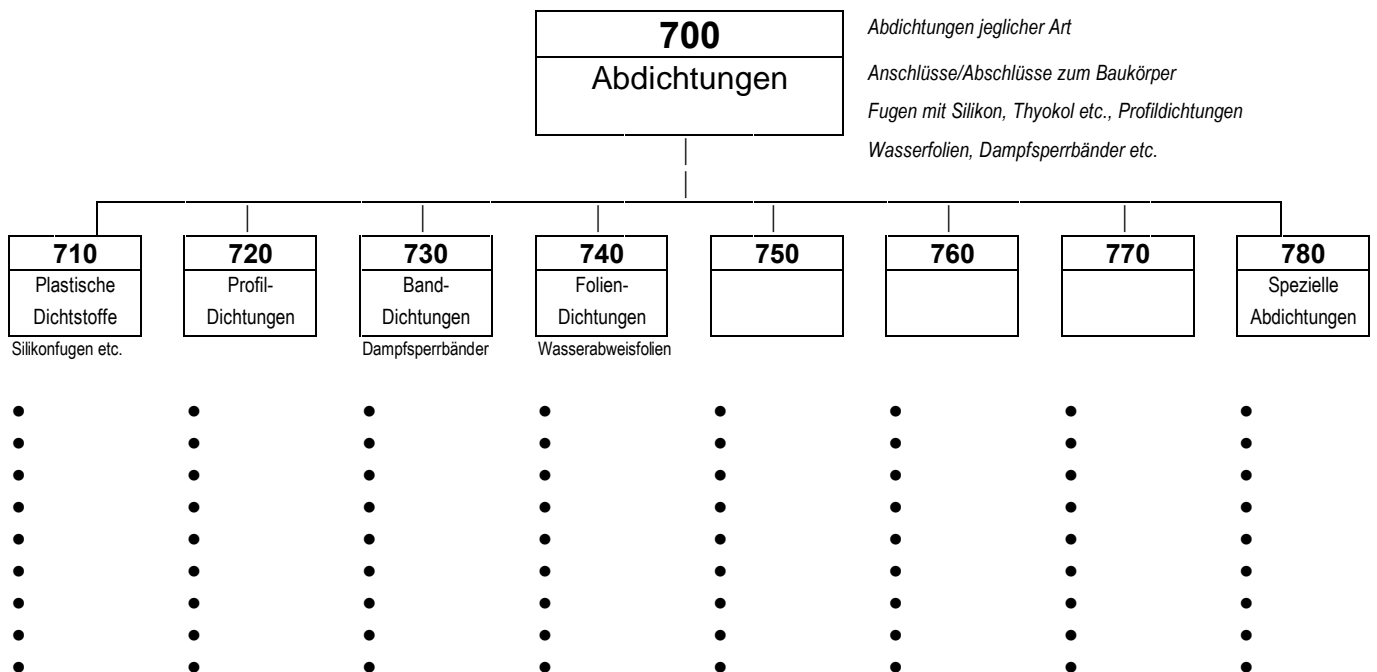 700
Abdichtungen
Abdichtungen jeglicher Art
Anschlüsse/Abschlüsse zum Baukörper
Fugen mit Silikon, Thyokol etc., Profildichtungen
Wasserfolien, Dampfsperrbänder etc.
710
Plastische
Dichtstoffe
Silikonfugen etc.
720
Profil-
Dichtungen
730
Band-
Dichtungen
Dampfsperrbänder
740
Folien-
Dichtungen
Wasserabweisfolien
750
760
770
780
Spezielle
Abdichtungen